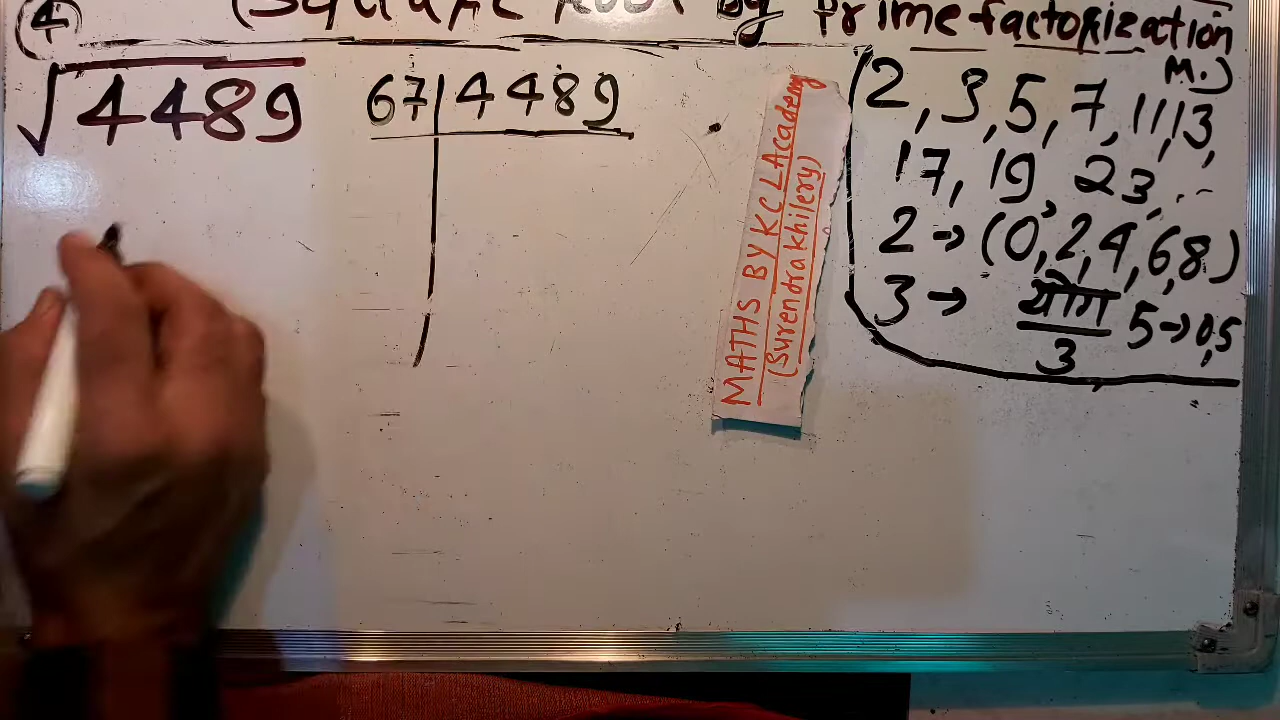 (4 (Square Root By Prime factorization
M.)
√4489
67|4489
MATHS BY KCL Academy
(Surendra khilery)
(2, 3, 5, 7, 11, 13,
17, 19, 23, ...
2 → (0, 2, 4, 6, 8)
3 → योग/3 5 → 0,5